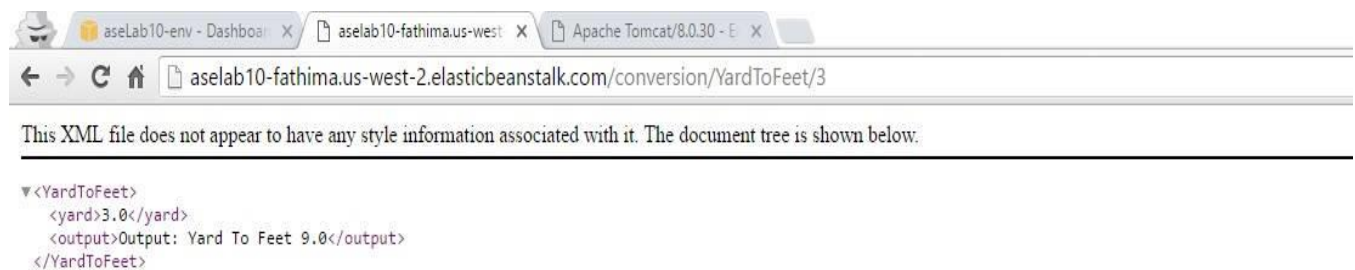 aseLab10-env - Dashboar
aselab10-fathima.us-west
Apache Tomcat/8.0.30 - E
aselab10-fathima.us-west-2.elasticbeanstalk.com/conversion/YardToFeet/3
This XML file does not appear to have any style information associated with it. The document tree is shown below.
▼<YardToFeet>
<yard>3.0</yard>
<output>Output: Yard To Feet 9.0</output>
</YardToFeet>